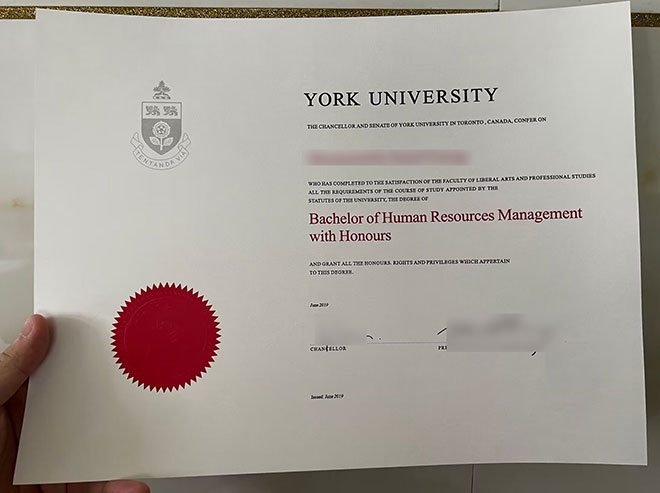 TENTANDA VIA
YORK UNIVERSITY
THE CHANCELLOR AND SENATE OF YORK UNIVERSITY IN TORONTO , CANADA, CONFER ON
WHO HAS COMPLETED TO THE SATISFACTION OF THE FACULTY OF LIBERAL ARTS AND PROFESSIONAL STUDIES
ALL THE REQUIREMENTS OF THE COURSE OF STUDY APPOINTED BY THE
STATUTES OF THE UNIVERSITY, THE DEGREE OF
Bachelor of Human Resources Management
with Honours
AND GRANT ALL THE HONOURS. RIGHTS AND PRIVILEGES WHICH APPERTAIN
TO THIS DEGREE.
June 2019
CHANCELLOR
Issued: June 2019